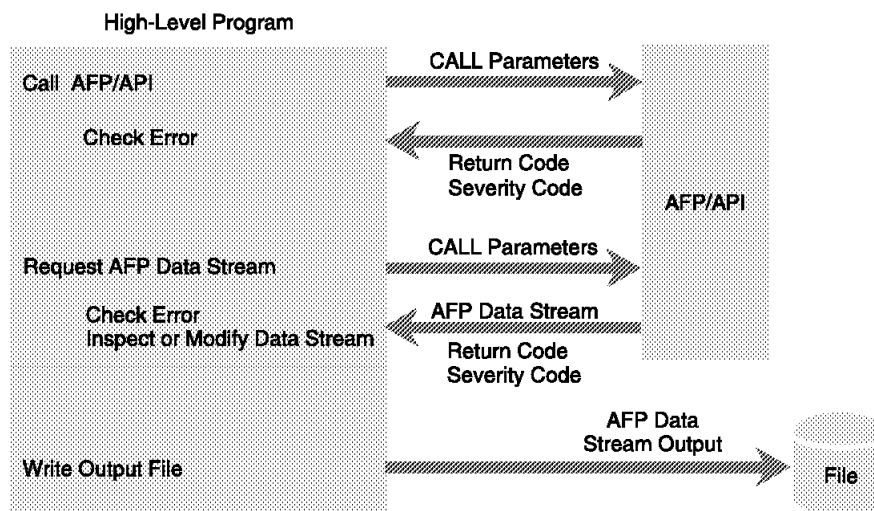 High-Level Program
Call AFP/API
CALL Parameters
Check Error
Return Code
Severity Code
AFP/API
Request AFP Data Stream
CALL Parameters
Check Error
Inspect or Modify Data Stream
AFP Data Stream
Return Code
Severity Code
AFP Data
Stream Output
Write Output File
File